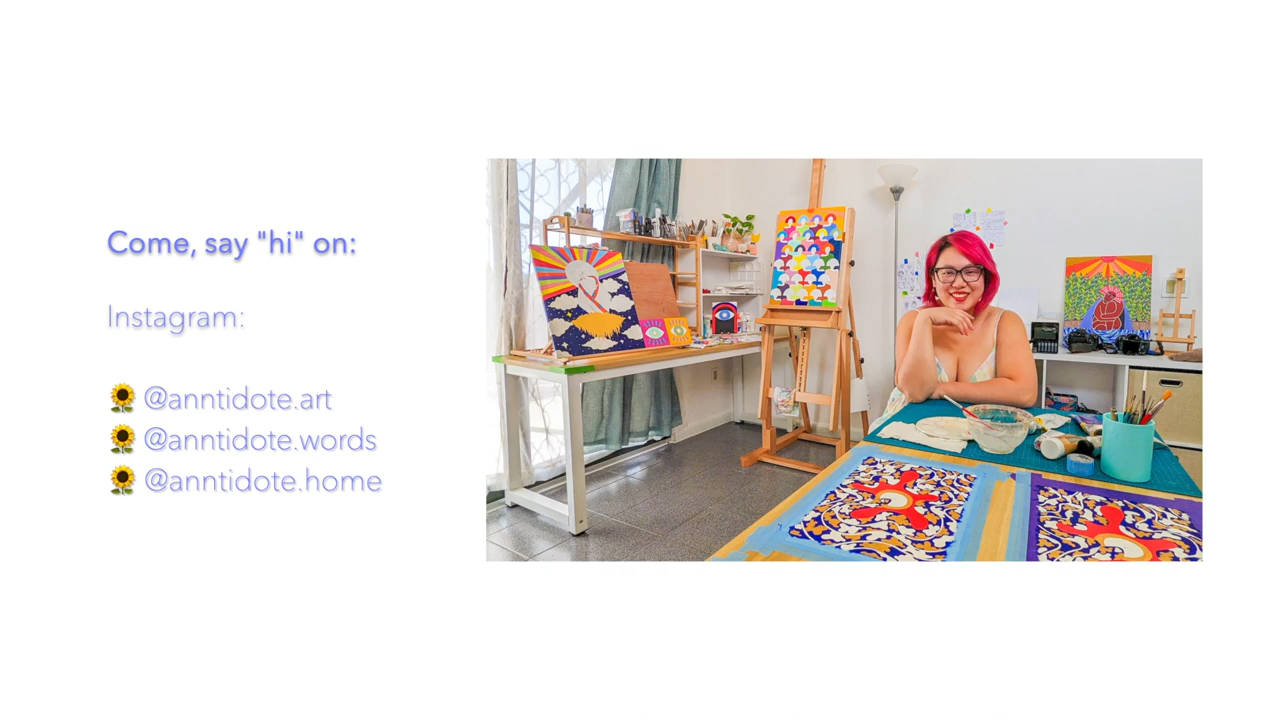 Come, say "hi" on:
Instagram:
🌻 @anntidote.art
🌻 @anntidote.words
🌻 @anntidote.home